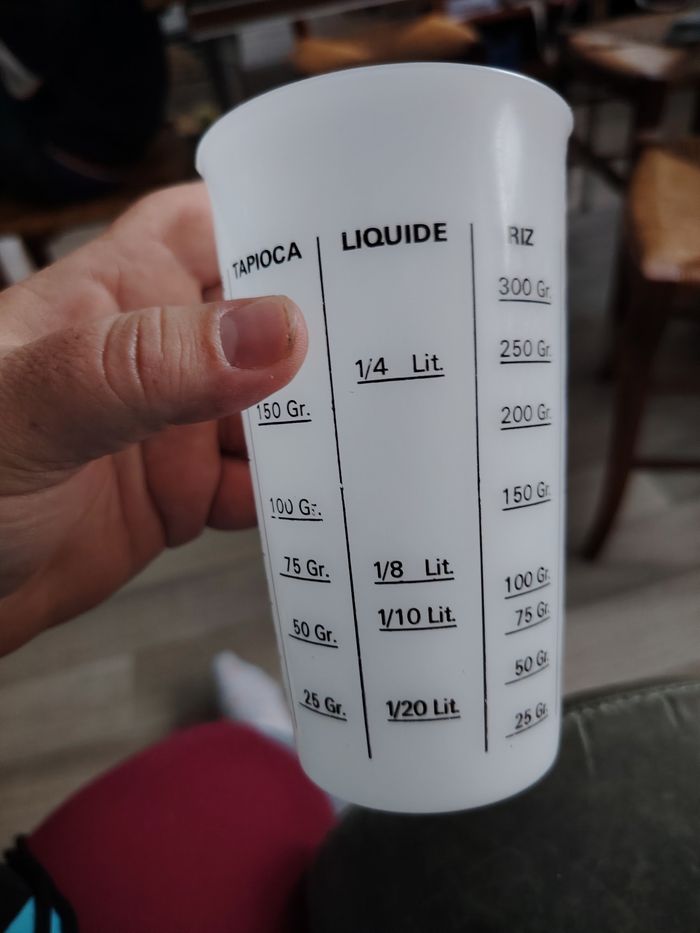 TAPIOCA
150 Gr.
100 Gr.
75 Gr.
50 Gr.
25 Gr.
LIQUIDE
1/4 Lit.
1/8 Lit.
1/10 Lit.
1/20 Lit.
RIZ
300 Gr.
250 Gr.
200 Gr.
150 Gr.
100 Gr.
75 Gr.
50 Gr.
25 Gr.